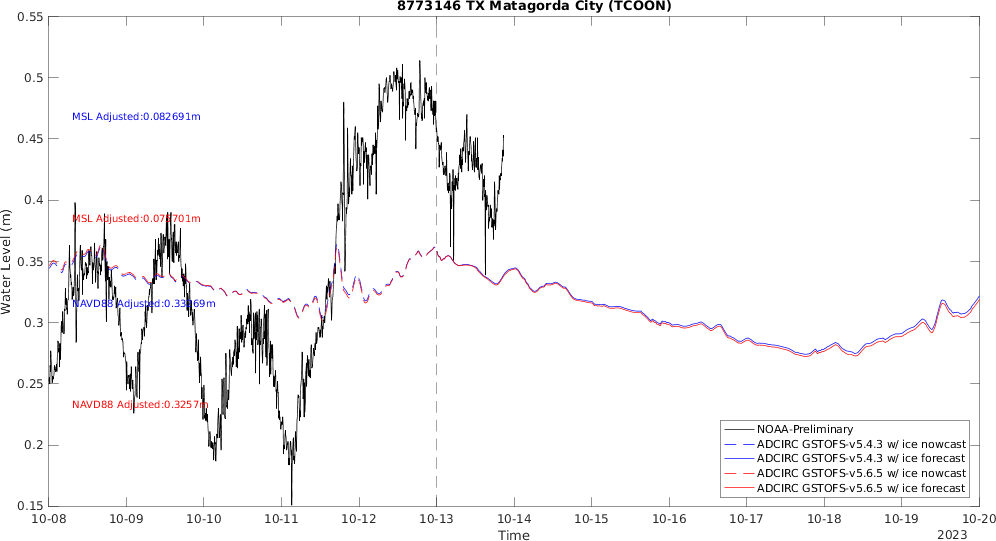 8773146 TX Matagorda City (TCOON)
0.55
0.5
0.45
0.4
0.35
0.3
0.25
0.2
0.15
Water Level (m)
MSL Adjusted:0.082691m
MSL Adjusted:
NAVD88
NAVD88 Adjusted:0.3257m
NOAA-Preliminary
ADCIRC GSTOFS-v5.4.3 w/ ice nowcast
ADCIRC GSTOFS-v5.4.3 w/ ice forecast
ADCIRC GSTOFS-v5.6.5 w/ ice nowcast
ADCIRC GSTOFS-v5.6.5 w/ ice forecast
10-08 10-09 10-10 10-11 10-12 10-13 10-14 10-15 10-16 10-17 10-18 10-19 10-20
Time
2023